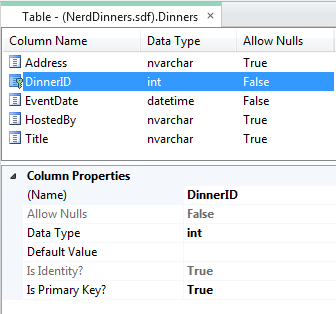 Table - (NerdDinners.sdf).Dinners ×
Column Name Data Type Allow Nulls
Address nvarchar True
DinnerID int False
EventDate datetime False
HostedBy nvarchar True
Title nvarchar True
Column Properties
(Name) DinnerID
Allow Nulls False
Data Type int
Default Value
Is Identity? True
Is Primary Key? True